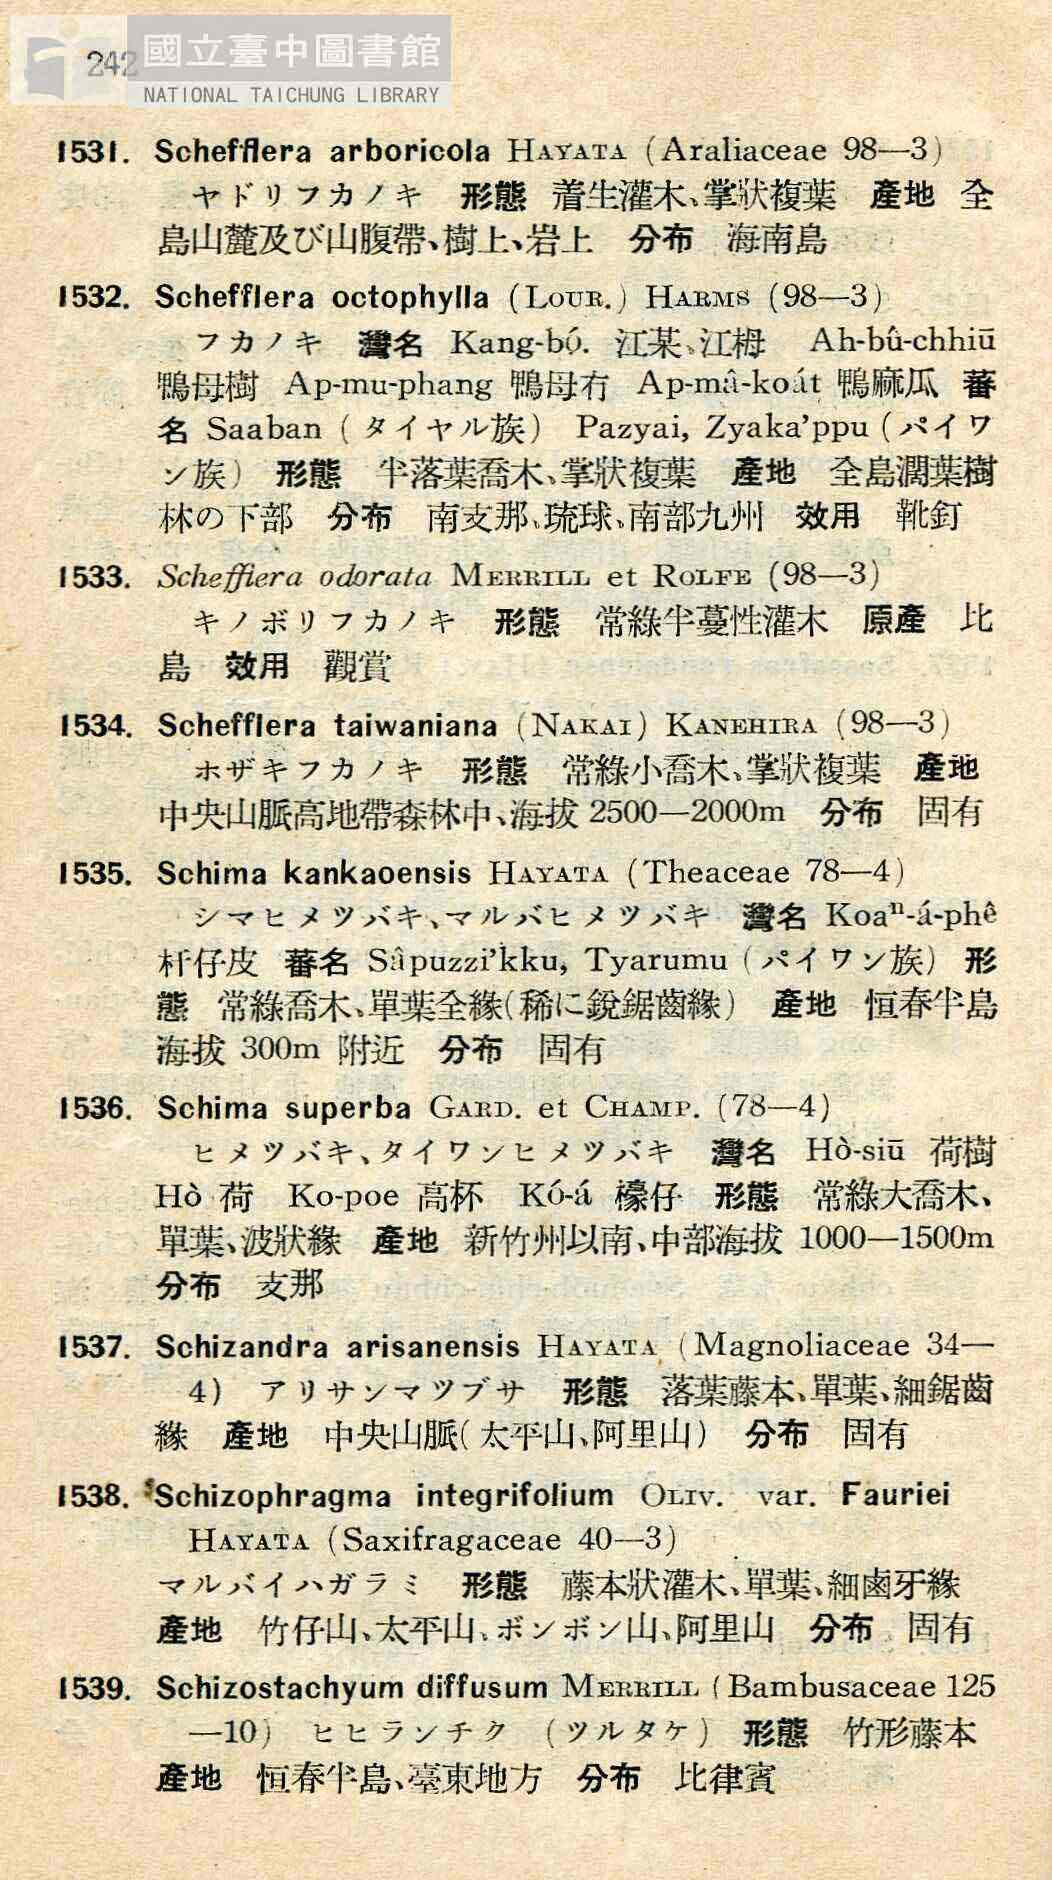 242
國立臺中圖書館
NATIONAL TAICHUNG LIBRARY
1531. Schefflera arboricola HAYATA (Araliaceae 98—3)
ヤドリフカノキ 形態 着生灌木、掌狀複葉 產地 全
島山麓及び山腹帶、樹上、岩上 分布 海南島
1532. Schefflera octophylla (LOUR.) HARMS (98—3)
フカノキ 灣名 Kang-bó. 江某、江栂 Ah-bû-chhiū
鴨母樹 Ap-mu-phang 鴨母冇 Ap-mâ-koát 鴨麻瓜 蕃
名 Saaban (タイヤル族) Pazyai, Zyaka'ppu (パイワ
ン族) 形態 半落葉喬木、掌狀複葉 產地 全島濶葉樹
林の下部 分布 南支那、琉球、南部九州 效用 靴釘
1533. Schefflera odorata MERRILL et ROLFE (98—3)
キノボリフカノキ 形態 常綠半蔓性灌木 原產 比
島 效用 觀賞
1534. Schefflera taiwaniana (NAKAI) KANEHIRA (98—3)
ホザキフカノキ 形態 常綠小喬木、掌狀複葉 產地
中央山脈高地帶森林中、海拔 2500—2000m 分布 固有
1535. Schima kankaoensis HAYATA (Theaceae 78—4)
シマヒメツバキ、マルバヒメツバキ 灣名 Koaⁿ-á-phê
杆仔皮 蕃名 Sâpuzzi'kku, Tyarumu (パイワン族) 形
態 常綠喬木、單葉全緣(稀に銳鋸齒緣) 產地 恒春半島
海拔 300m 附近 分布 固有
1536. Schima superba GARD. et CHAMP. (78—4)
ヒメツバキ、タイワンヒメツバキ 灣名 Hò-siū 荷樹
Hò 荷 Ko-poe 高杯 Kó-á 檺仔 形態 常綠大喬木、
單葉、波狀緣 產地 新竹州以南、中部海拔 1000—1500m
分布 支那
1537. Schizandra arisanensis HAYATA (Magnoliaceae 34—
4) アリサンマツブサ 形態 落葉藤本、單葉、細鋸齒
緣 產地 中央山脈(太平山、阿里山) 分布 固有
1538. Schizophragma integrifolium OLIV. var. Fauriei
HAYATA (Saxifragaceae 40—3)
マルバイハガラミ 形態 藤本狀灌木、單葉、細鹵牙緣
產地 竹仔山、太平山、ボンボン山、阿里山 分布 固有
1539. Schizostachyum diffusum MERRILL (Bambusaceae 125
—10) ヒヒランチク (ツルタケ) 形態 竹形藤本
產地 恒春半島、臺東地方 分布 比律賓